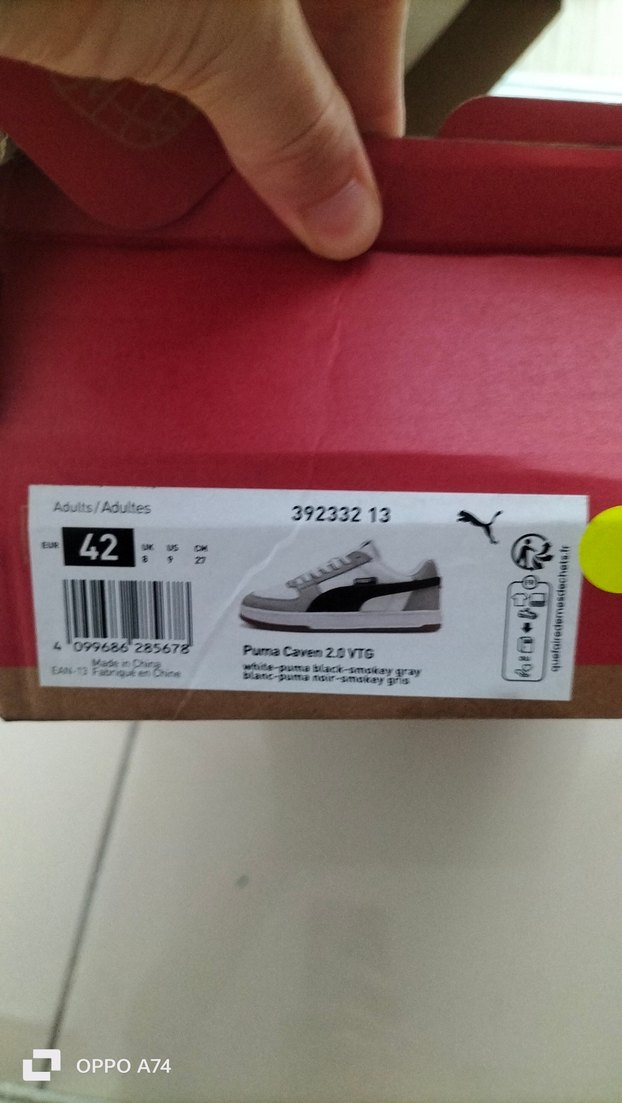 Adults/Adultes
392332 13
EUR 42 UK 8 US 9 CM 27
4 099686 285678
EAN-13 Made in China
Fabriqué en Chine
Puma Caven 2.0 VTG
white-puma black-smokey gray
blanc-puma noir-smokey gris
quefairedemesdechets.fr
OPPO A74